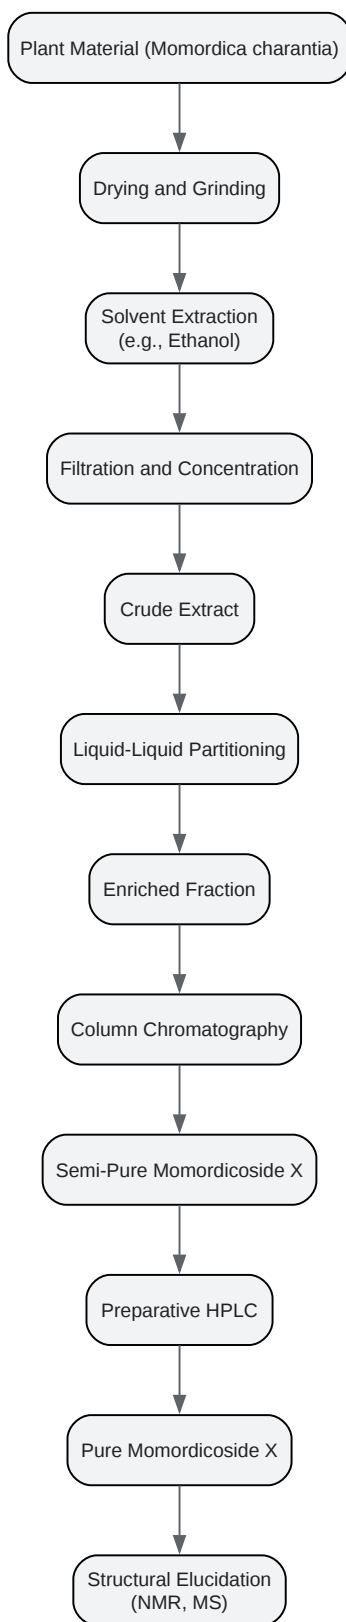 Plant Material (Momordica charantia)
Drying and Grinding
Solvent Extraction
(e.g., Ethanol)
Filtration and Concentration
Crude Extract
Liquid-Liquid Partitioning
Enriched Fraction
Column Chromatography
Semi-Pure Momordicoside X
Preparative HPLC
Pure Momordicoside X
Structural Elucidation
(NMR, MS)